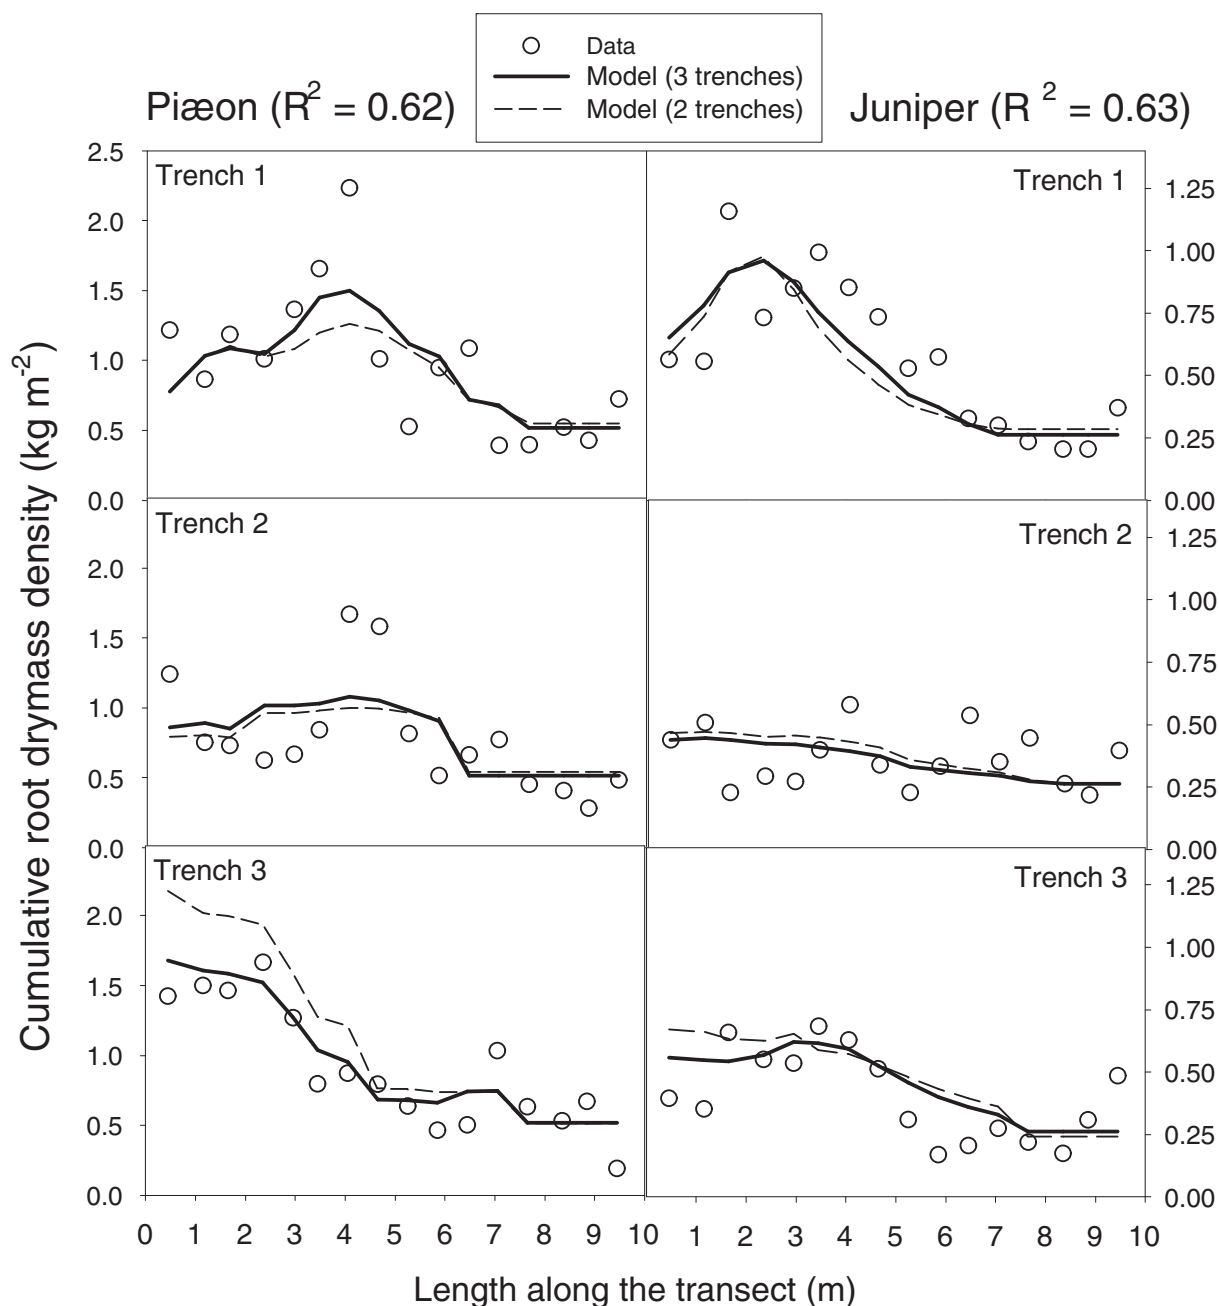 Data
Model (3 trenches)
Model (2 trenches)
Piæon (R2 = 0.62)
Juniper (R 2 = 0.63)
Cumulative root drymass density (kg m-2)
Trench 1
2.5
2.0
1.5
1.0
0.5
0.0
Trench 1
1.25
1.00
0.75
0.50
0.25
0.00
Trench 2
2.0
1.5
1.0
0.5
0.0
Trench 2
1.25
1.00
0.75
0.50
0.25
0.00
Trench 3
2.0
1.5
1.0
0.5
0.0
Trench 3
1.25
1.00
0.75
0.50
0.25
0.00
0 1 2 3 4 5 6 7 8 9 10 1 2 3 4 5 6 7 8 9 10
Length along the transect (m)